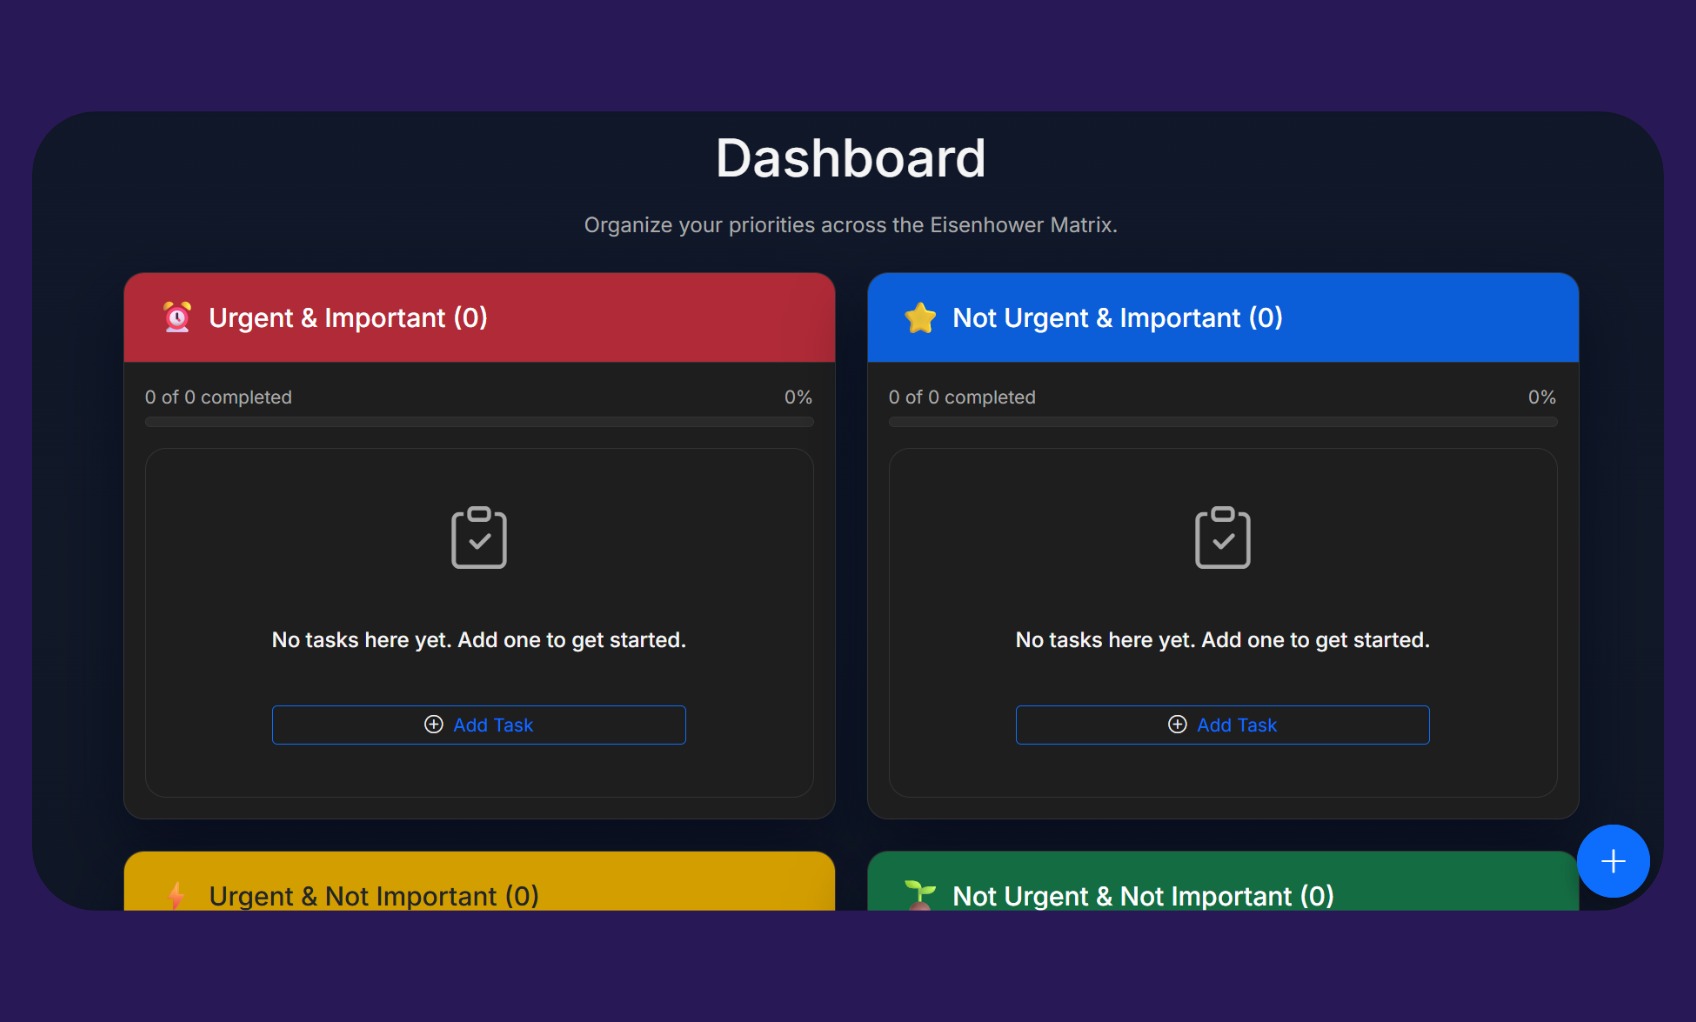 Dashboard
Organize your priorities across the Eisenhower Matrix.
Urgent & Important (0)
0 of 0 completed 0%
No tasks here yet. Add one to get started.
Add Task
Not Urgent & Important (0)
0 of 0 completed 0%
No tasks here yet. Add one to get started.
Add Task
Urgent & Not Important (0)
Not Urgent & Not Important (0)